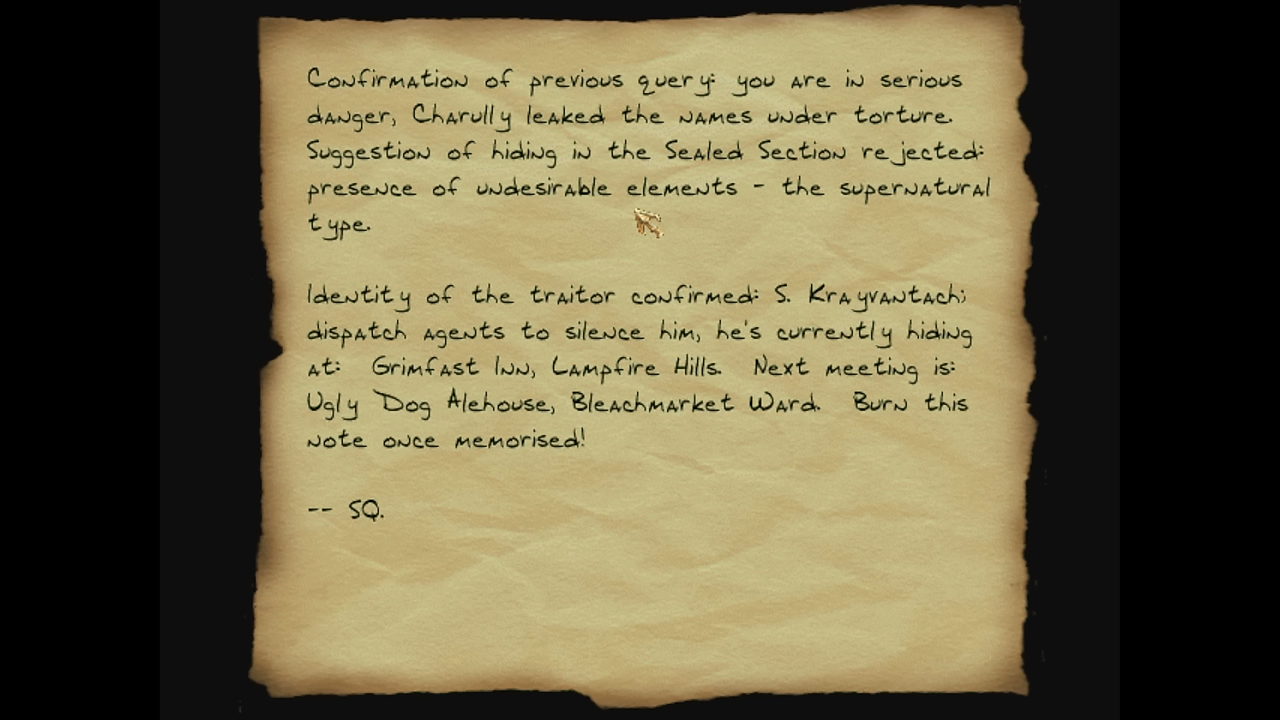 Confirmation of previous query: you are in serious
danger, Charully leaked the names under torture.
Suggestion of hiding in the Sealed Section rejected:
presence of undesirable elements - the supernatural
type.
Identity of the traitor confirmed: S. Krayvantach;
dispatch agents to silence him, he's currently hiding
at: Grimfast Inn, Lampfire Hills. Next meeting is:
Ugly Dog Alehouse, Bleachmarket Ward. Burn this
note once memorised!
-- SQ.